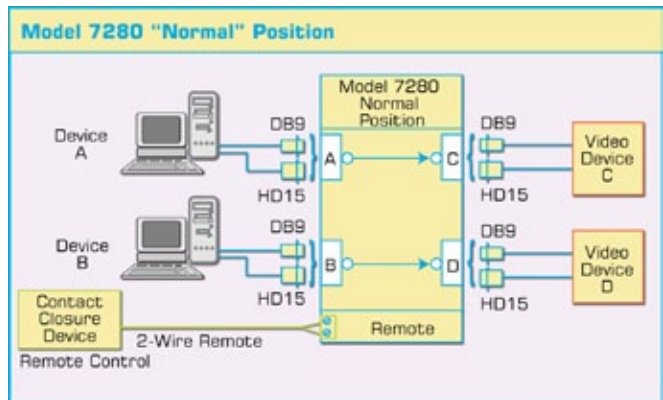 Model 7280 "Normal" Position
Model 7280
Normal
Position
Device
A
DB9
HD15
A
C
DB9
HD15
Video
Device
C
Device
B
DB9
HD15
B
D
DB9
HD15
Video
Device
D
Contact
Closure
Device
2-Wire Remote
Remote
Remote Control